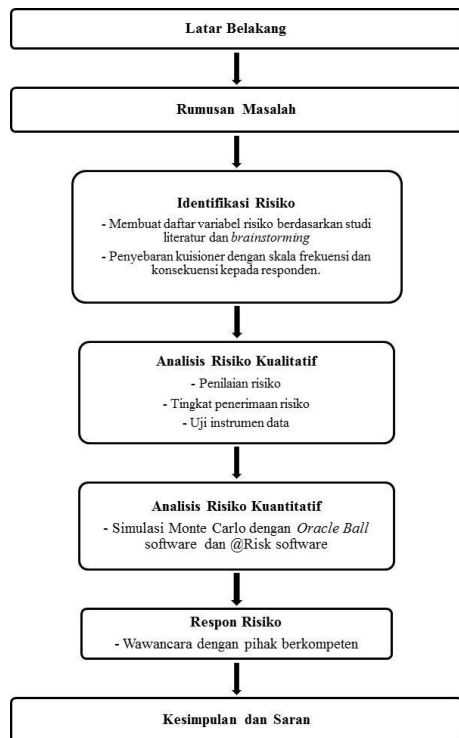 Latar Belakang
Rumusan Masalah
Identifikasi Risiko
- Membuat daftar variabel risiko berdasarkan studi
literatur dan brainstorming
- Penyebaran kuisioner dengan skala frekuensi dan
konsekuensi kepada responden.
Analisis Risiko Kualitatif
- Penilaian risiko
- Tingkat penerimaan risiko
- Uji instrumen data
Analisis Risiko Kuantitatif
- Simulasi Monte Carlo dengan Oracle Ball
software dan @Risk software
Respon Risiko
- Wawancara dengan pihak berkompeten
Kesimpulan dan Saran